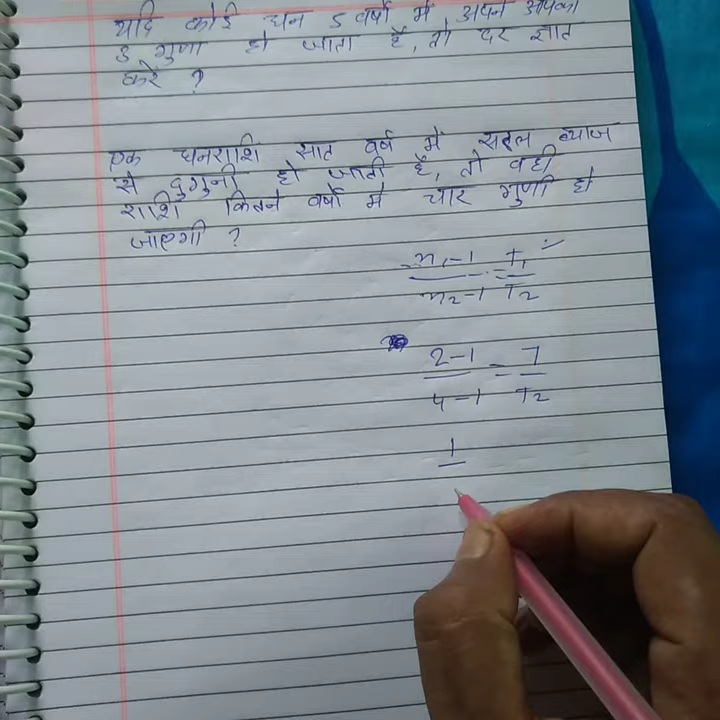 यदि कोई धन 5 वर्षों में अपने आपका
5 गुणा हो जाता है, तो दर ज्ञात
करें ?
एक धनराशि सात वर्ष में सरल ब्याज
से दुगुनी हो जाती है, तो वही
राशि कितने वर्षों में चार गुणी हो
जाएगी ?
n₁-1 / n₂-1 = T₁ / T₂
2-1 / 4-1 = 7 / T₂
1